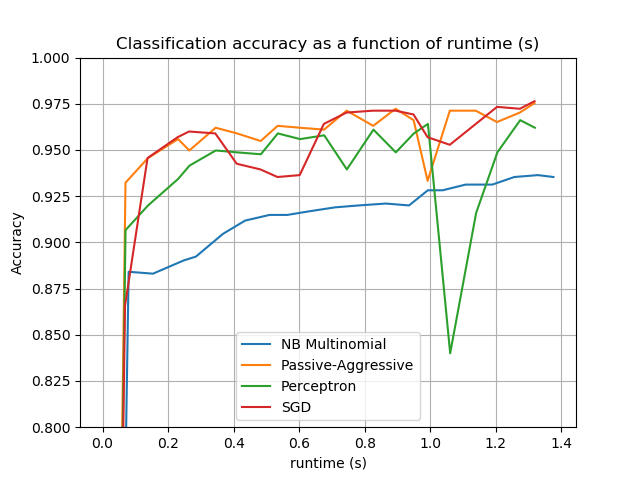 Classification accuracy as a function of runtime (s)
1.000
0.975
0.950
0.925
0.900
0.875
0.850
0.825
0.800
Accuracy
NB Multinomial
Passive-Aggressive
Perceptron
SGD
0.0 0.2 0.4 0.6 0.8 1.0 1.2 1.4
runtime (s)